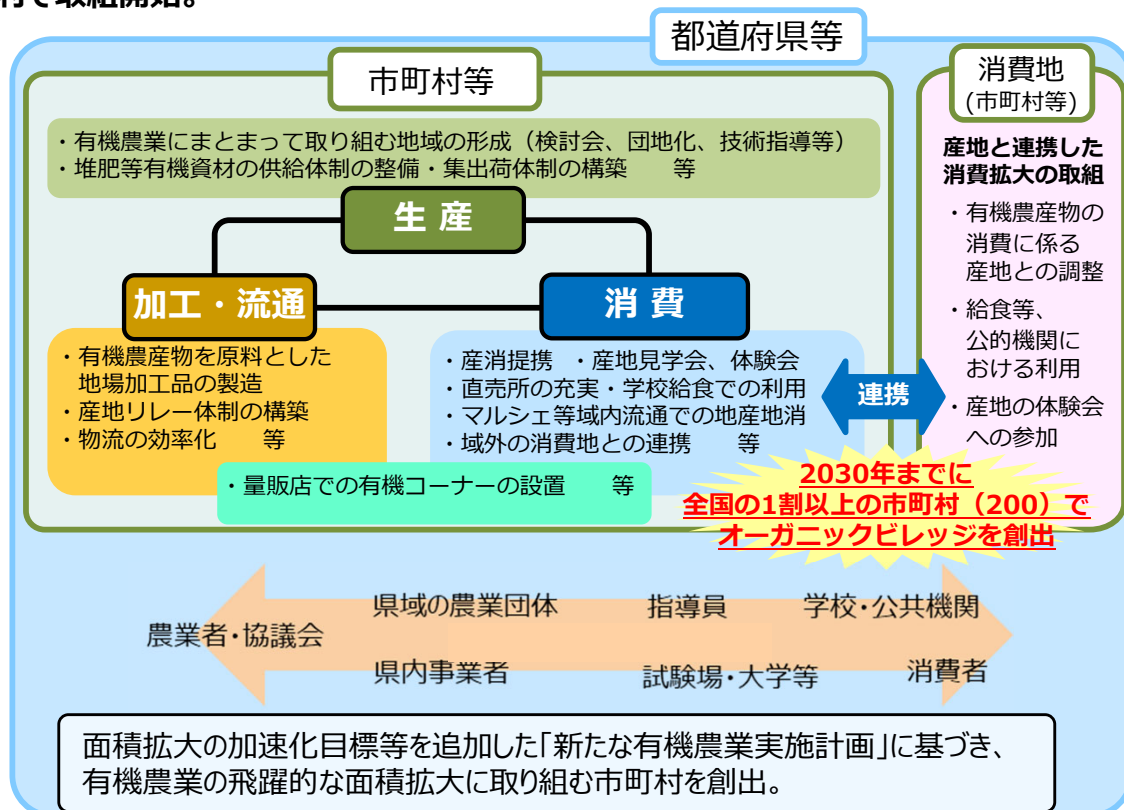 村で取組開始。
都道府県等
市町村等
・有機農業にまとまって取り組む地域の形成（検討会、団地化、技術指導等）
・堆肥等有機資材の供給体制の整備・集出荷体制の構築　　等
生 産
加工・流通
・有機農産物を原料とした
地場加工品の製造
・産地リレー体制の構築
・物流の効率化　　等
消 費
・産消提携　・産地見学会、体験会
・直売所の充実・学校給食での利用
・マルシェ等域内流通での地産地消
・域外の消費地との連携　　等
・量販店での有機コーナーの設置　　等
連携
消費地
(市町村等)
産地と連携した
消費拡大の取組
・有機農産物の
消費に係る
産地との調整
・給食等、
公的機関に
おける利用
・産地の体験会
への参加
2030年までに
全国の1割以上の市町村（200）で
オーガニックビレッジを創出
農業者・協議会
県域の農業団体
指導員
学校・公共機関
県内事業者
試験場・大学等
消費者
面積拡大の加速化目標等を追加した「新たな有機農業実施計画」に基づき、
有機農業の飛躍的な面積拡大に取り組む市町村を創出。